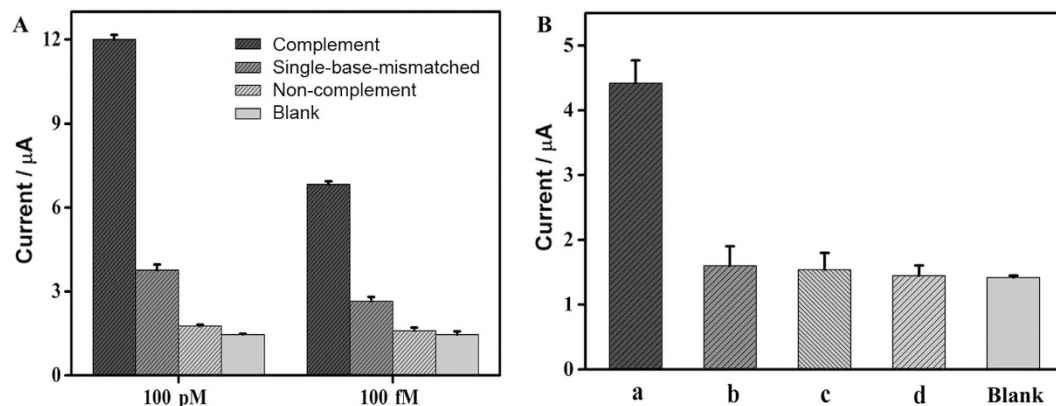 A
Current / µA
12
9
6
3
0
Complement
Single-base-mismatched
Non-complement
Blank
100 pM
100 fM
B
Current / µA
5
4
3
2
1
0
a
b
c
d
Blank